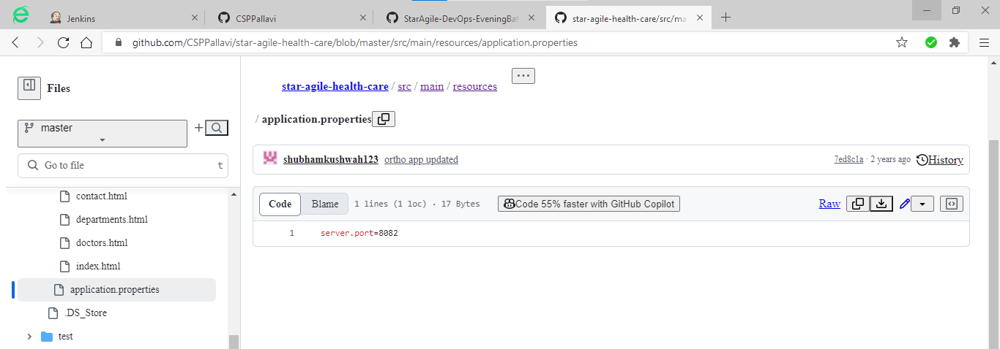 Jenkins
CSPPallavi
StarAgile-DevOps-EveningBat
star-agile-health-care/src/ma
github.com/CSPPallavi/star-agile-health-care/blob/master/src/main/resources/application.properties
Files
master
Go to file
t
contact.html
departments.html
doctors.html
index.html
application.properties
.DS_Store
test
star-agile-health-care / src / main / resources
/ application.properties
shubhamkushwah123 ortho app updated
7ed8c1a · 2 years ago History
Code Blame 1 lines (1 loc) · 17 Bytes Code 55% faster with GitHub Copilot Raw
1 server.port=8082